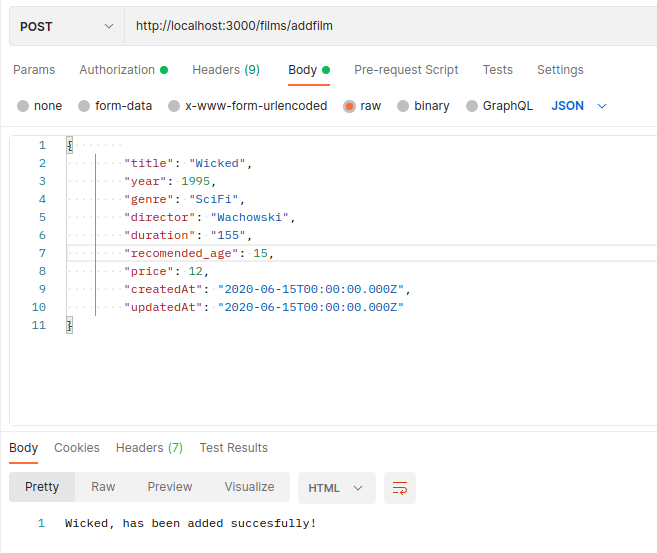 POST http://localhost:3000/films/addfilm
Params Authorization Headers (9) Body Pre-request Script Tests Settings
none form-data x-www-form-urlencoded raw binary GraphQL JSON
1 {
2 "title": "Wicked",
3 "year": 1995,
4 "genre": "SciFi",
5 "director": "Wachowski",
6 "duration": "155",
7 "recomended_age": 15,
8 "price": 12,
9 "createdAt": "2020-06-15T00:00:00.000Z",
10 "updatedAt": "2020-06-15T00:00:00.000Z"
11 }
Body Cookies Headers (7) Test Results
Pretty Raw Preview Visualize HTML
1 Wicked, has been added succesfully!